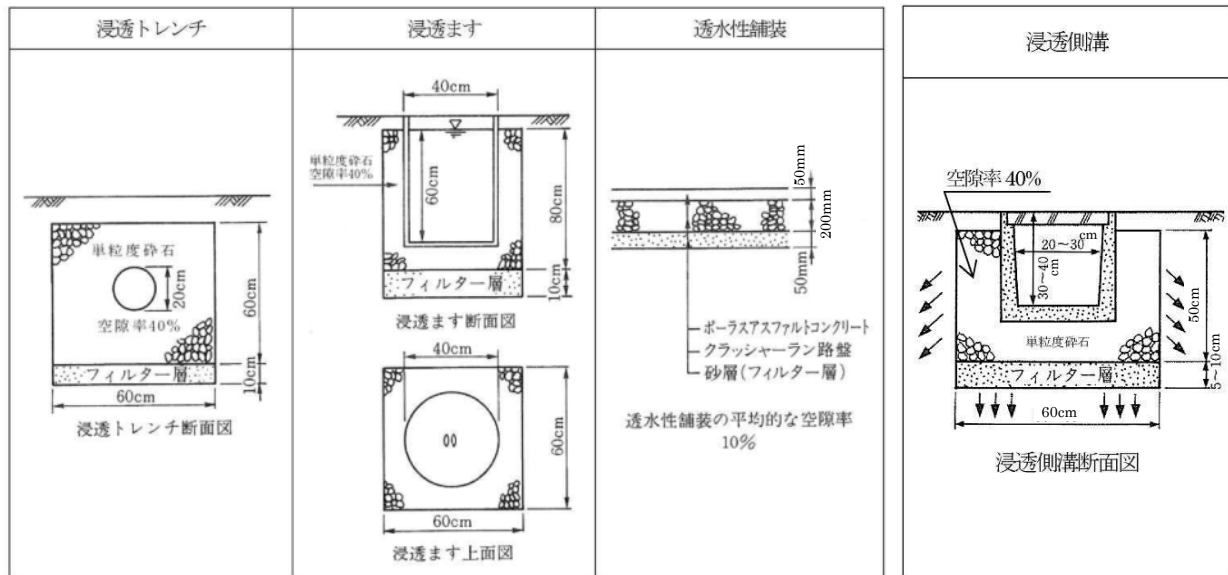 浸透トレンチ
単粒度砕石
20cm
空隙率40%
60cm
フィルター層
10cm
60cm
浸透トレンチ断面図
浸透ます
40cm
単粒度砕石
空隙率40%
60cm
80cm
フィルター層
10cm
浸透ます断面図
40cm
60cm
60cm
浸透ます上面図
透水性舗装
50mm
200mm
50mm
ポーラスアスファルトコンクリート
クラッシャーラン路盤
砂層(フィルター層)
透水性舗装の平均的な空隙率
10%
浸透側溝
空隙率 40%
20～30
cm
30～40
cm
50cm
単粒度砕石
フィルター層
5～10cm
60cm
浸透側溝断面図